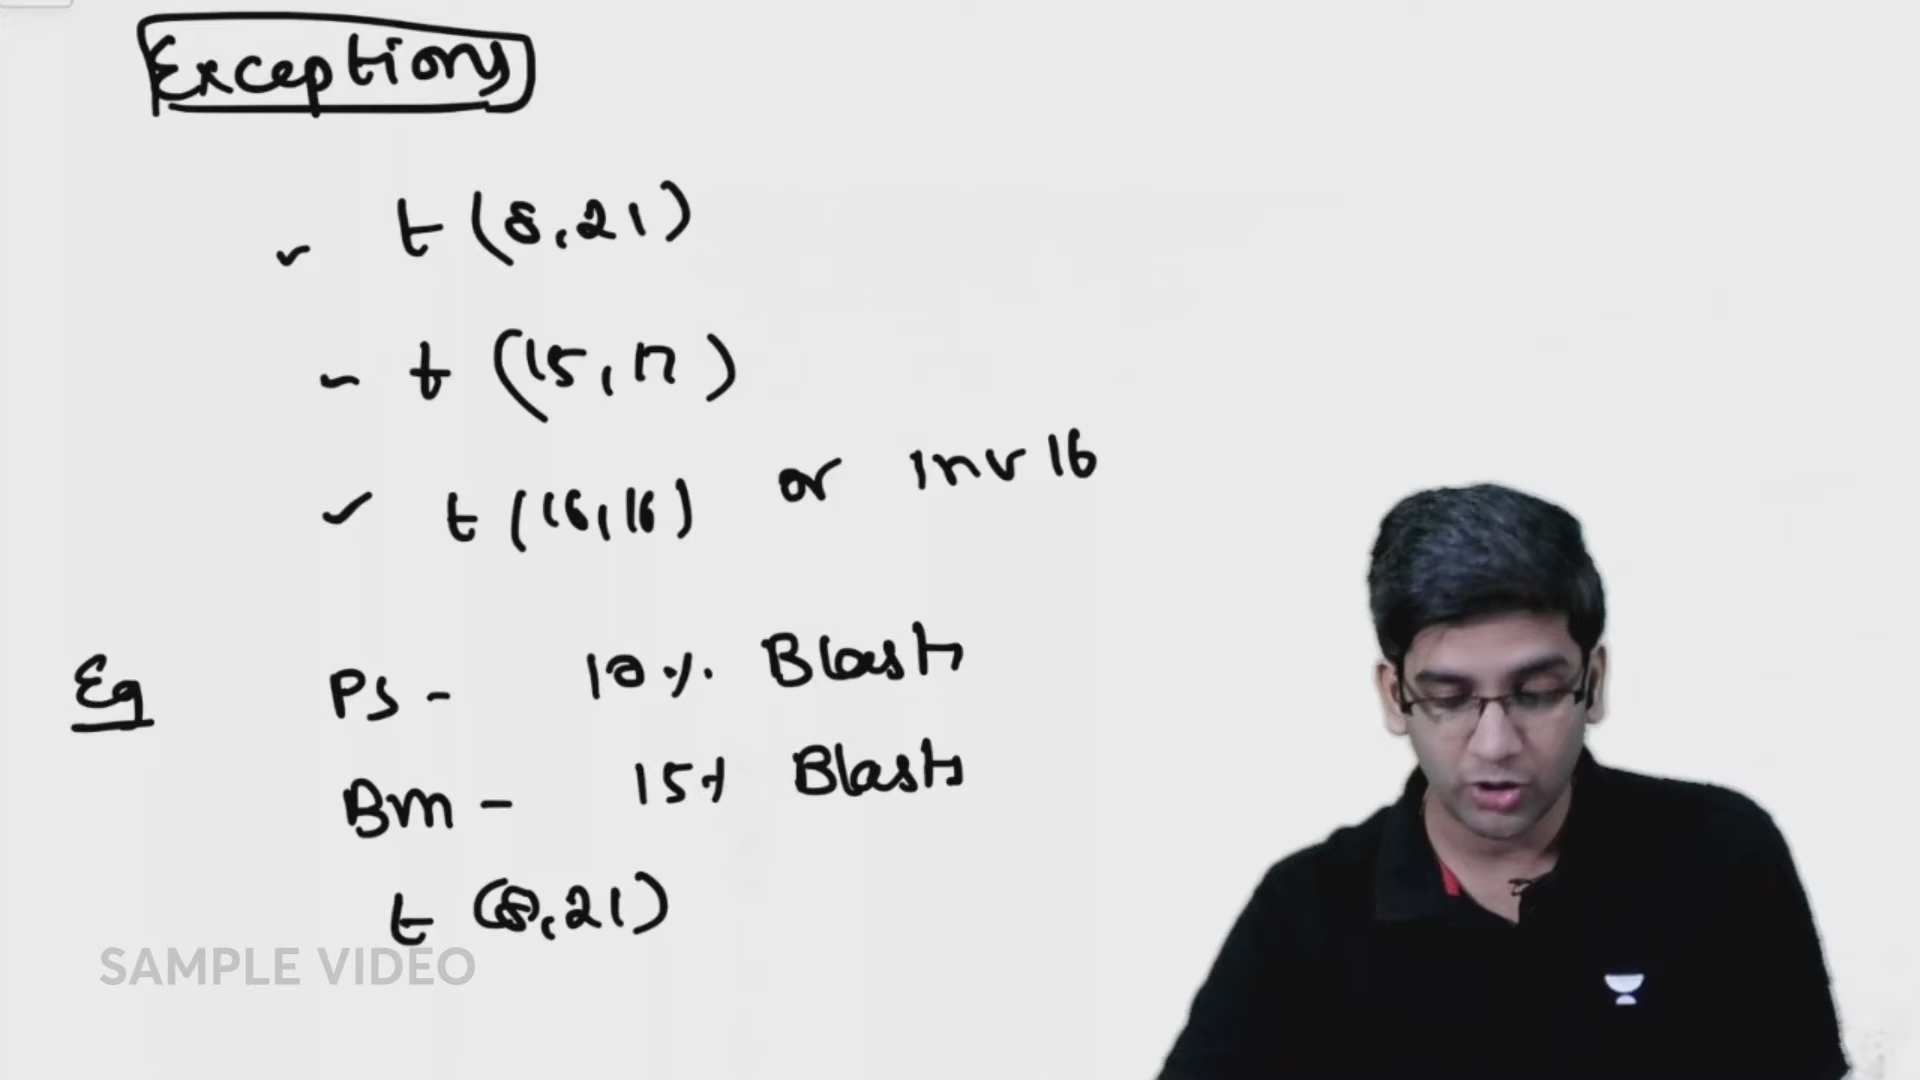 Exceptions
t (8,21)
t (15,17)
t (16,16) or Inv 16
Eg PS - 10% Blasts
Bm - 15% Blasts
t (8,21)
SAMPLE VIDEO